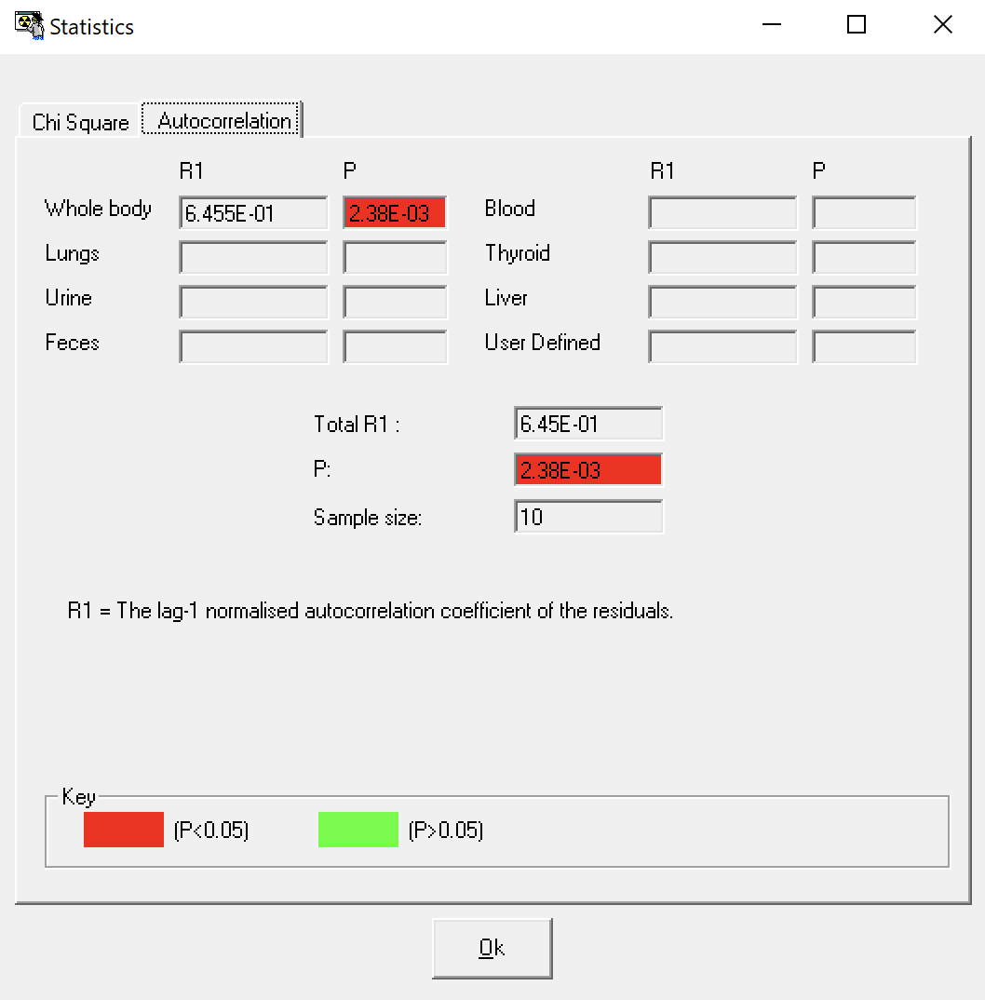 Statistics
Chi Square Autocorrelation
R1 P R1 P
Whole body 6.455E-01 2.38E-03 Blood
Lungs Thyroid
Urine Liver
Feces User Defined
Total R1 : 6.45E-01
P: 2.38E-03
Sample size: 10
R1 = The lag-1 normalised autocorrelation coefficient of the residuals.
Key
(P<0.05) (P>0.05)
Ok